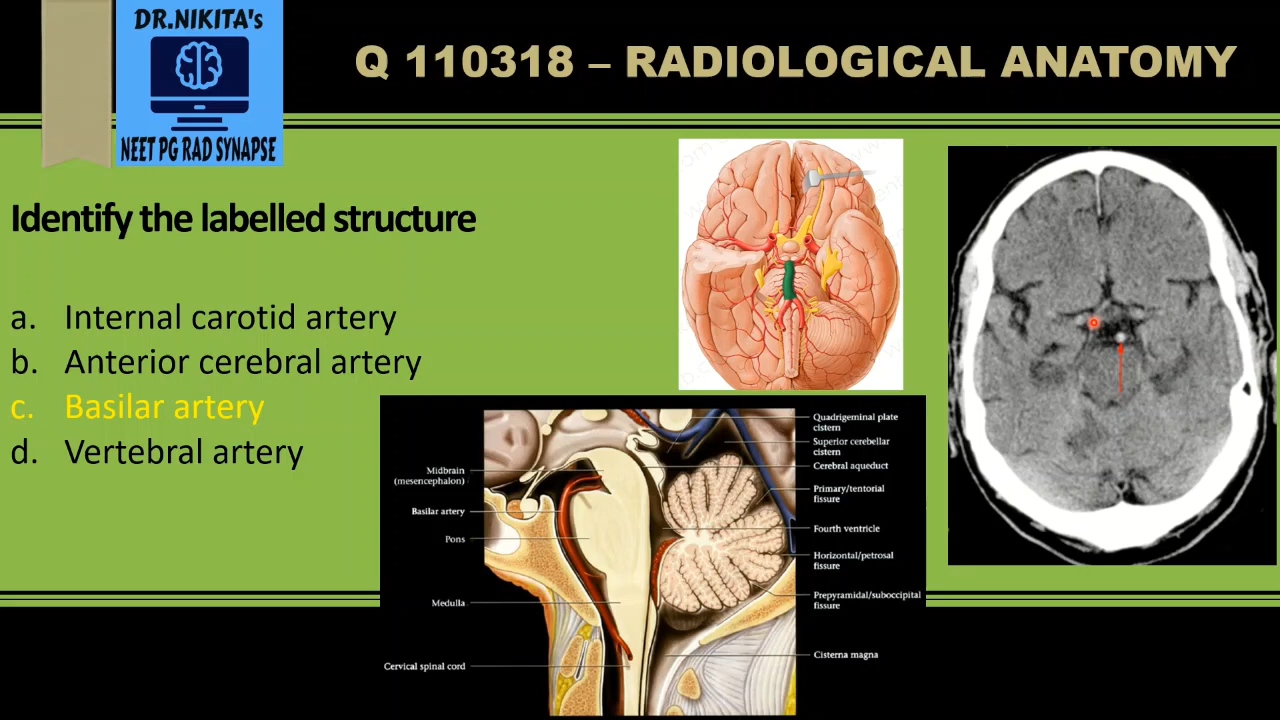 DR.NIKITA's
NEET PG RAD SYNAPSE
Q 110318 – RADIOLOGICAL ANATOMY
Identify the labelled structure
a. Internal carotid artery
b. Anterior cerebral artery
c. Basilar artery
d. Vertebral artery
Midbrain
(mesencephalon)
Basilar artery
Pons
Medulla
Cervical spinal cord
Quadrigeminal plate
cistern
Superior cerebellar
cistern
Cerebral aqueduct
Primary/tentorial
fissure
Fourth ventricle
Horizontal/petrosal
fissure
Prepyramidal/suboccipital
fissure
Cisterna magna